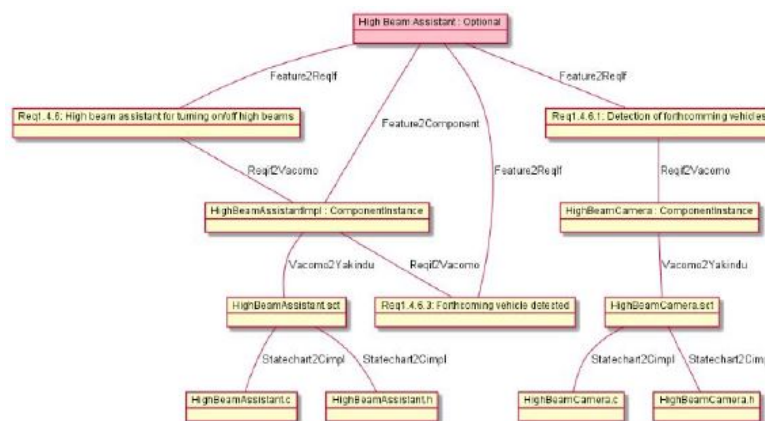 High Beam Assistant : Optional
Feature2ReqIf
Feature2ReqIf
Req1.4.6: High beam assistant for turning on/off high beams
Feature2Component
Req1.4.6.1: Detection of forthcomming vehicles
Feature2ReqIf
Reqif2Vacomo
Reqif2Vacomo
HighBeamAssistantImpl : ComponentInstance
HighBeamCamera : ComponentInstance
Vacomo2Yakindu
Reqif2Vacomo
Vacomo2Yakindu
HighBeamAssistant.sct
Req1.4.6.3: Forthcoming vehicle detected
HighBeamCamera.sct
Statechart2Cimpl
Statechart2Cimpl
Statechart2Cimpl
Statechart2Cimpl
HighBeamAssistant.c
HighBeamAssistant.h
HighBeamCamera.c
HighBeamCamera.h